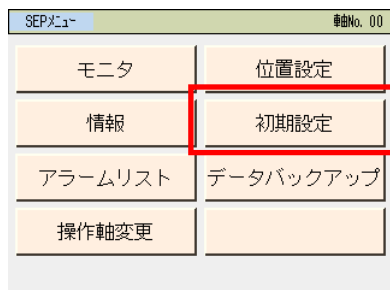 SEPﾒﾆｭｰ 軸No. 00
モニタ 位置設定
情報 初期設定
アラームリスト データバックアップ
操作軸変更